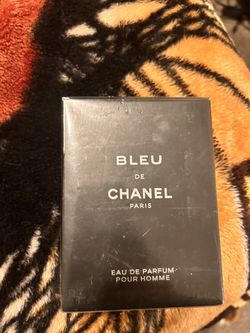 BLEU
DE
CHANEL
PARIS
EAU DE PARFUM
POUR HOMME